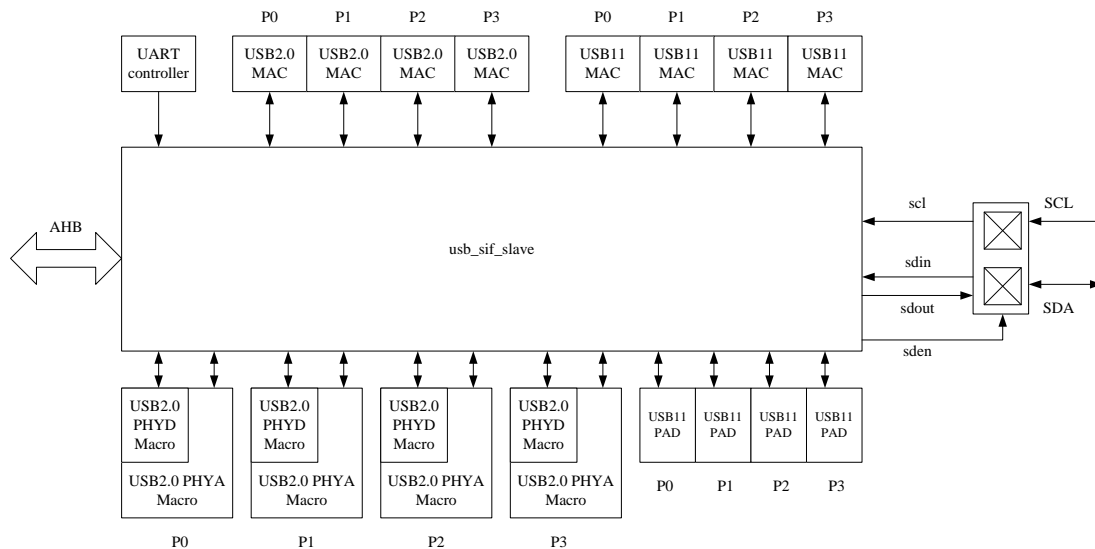 P0 P1 P2 P3 P0 P1 P2 P3
UART
controller
USB2.0
MAC
USB2.0
MAC
USB2.0
MAC
USB2.0
MAC
USB11
MAC
USB11
MAC
USB11
MAC
USB11
MAC
AHB
usb_sif_slave
scl
SCL
sdin
sdout
SDA
sden
USB2.0
PHYD
Macro
USB2.0 PHYA
Macro
USB2.0
PHYD
Macro
USB2.0 PHYA
Macro
USB2.0
PHYD
Macro
USB2.0 PHYA
Macro
USB2.0
PHYD
Macro
USB2.0 PHYA
Macro
USB11
PAD
USB11
PAD
USB11
PAD
USB11
PAD
P0 P1 P2 P3
P0 P1 P2 P3